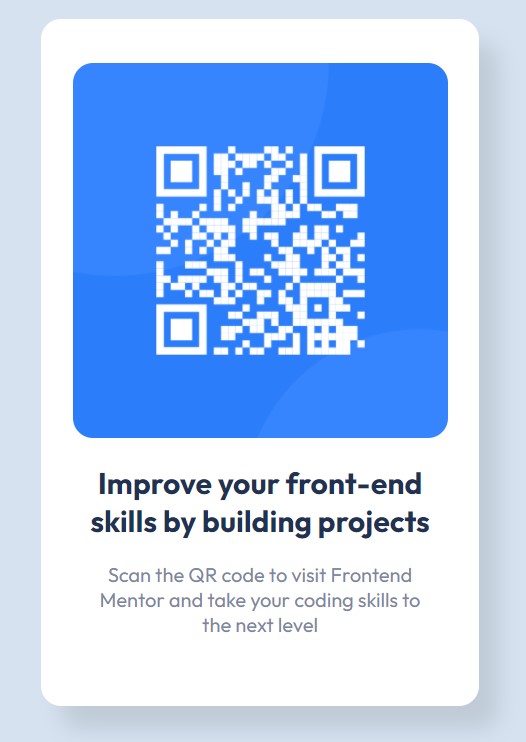 Improve your front-end
skills by building projects
Scan the QR code to visit Frontend
Mentor and take your coding skills to
the next level